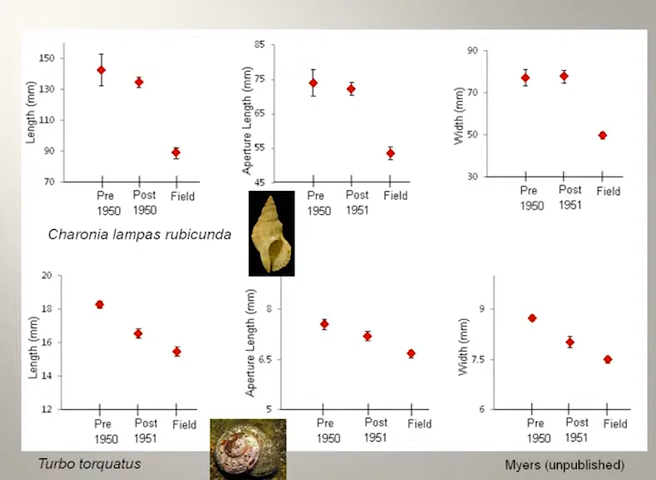 Length (mm)
150
130
110
90
70
Pre
1950
Post
1950
Field
Aperture Length (mm)
85
75
65
55
45
Pre
1950
Post
1951
Field
Width (mm)
90
70
50
30
Pre
1950
Post
1951
Field
Charonia lampas rubicunda
Length (mm)
20
18
16
14
12
Pre
1950
Post
1951
Field
Aperture Length (mm)
8
6.5
5
Pre
1950
Post
1951
Field
Width (mm)
9
7.5
6
Pre
1950
Post
1951
Field
Turbo torquatus
Myers (unpublished)